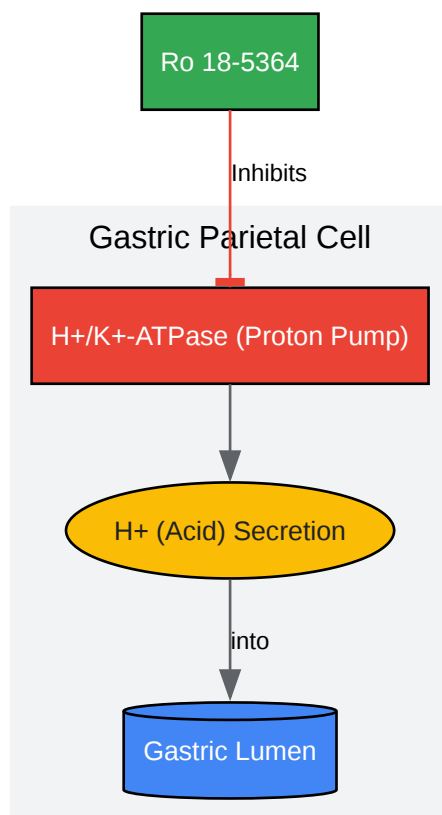 Ro 18-5364
Inhibits
Gastric Parietal Cell
H+/K+-ATPase (Proton Pump)
H+ (Acid) Secretion
into
Gastric Lumen